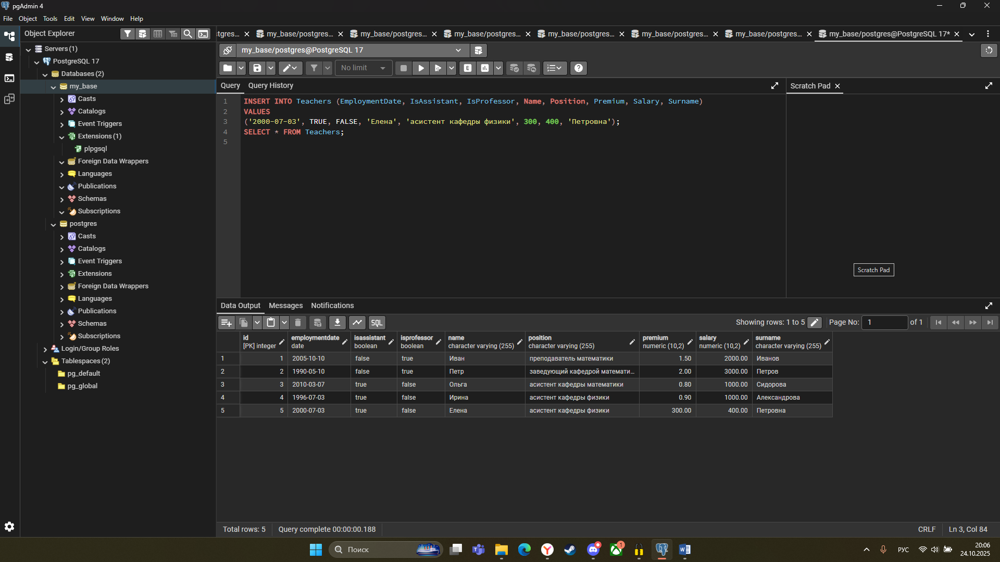 pgAdmin 4
File Object Tools Edit View Window Help
Object Explorer
tgres... my_base/postgres... my_base/postgres... my_base/postgres... my_base/postgres... my_base/postgres... my_base/postgres... my_base/postgres@PostgreSQL 17*
Servers (1)
PostgreSQL 17
Databases (2)
my_base
Casts
Catalogs
Event Triggers
Extensions (1)
plpgsql
Foreign Data Wrappers
Languages
Publications
Schemas
Subscriptions
postgres
Casts
Catalogs
Event Triggers
Extensions
Foreign Data Wrappers
Languages
Publications
Schemas
Subscriptions
Login/Group Roles
Tablespaces (2)
pg_default
pg_global
my_base/postgres@PostgreSQL 17
No limit
E
Query Query History
Scratch Pad
1 INSERT INTO Teachers (EmploymentDate, IsAssistant, IsProfessor, Name, Position, Premium, Salary, Surname)
2 VALUES
3 ('2000-07-03', TRUE, FALSE, 'Елена', 'асистент кафедры физики', 300, 400, 'Петровна');
4 SELECT * FROM Teachers;
5
Scratch Pad
Data Output Messages Notifications
SQL
Showing rows: 1 to 5 Page No: 1 of 1
id employmentdate isassistant isprofessor name position premium salary surname
[PK] integer date boolean boolean character varying (255) character varying (255) numeric (10,2) numeric (10,2) character varying (255)
1 1 2005-10-10 false true Иван преподаватель математики 1.50 2000.00 Иванов
2 2 1990-05-10 false true Петр заведующий кафедрой математи... 2.00 3000.00 Петров
3 3 2010-03-07 true false Ольга асистент кафедры математики 0.80 1000.00 Сидорова
4 4 1996-07-03 true false Ирина асистент кафедры физики 0.90 1000.00 Александрова
5 5 2000-07-03 true false Елена асистент кафедры физики 300.00 400.00 Петровна
Total rows: 5 Query complete 00:00:00.188 CRLF Ln 3, Col 84
Поиск
1
РУС
20:06
24.10.2025